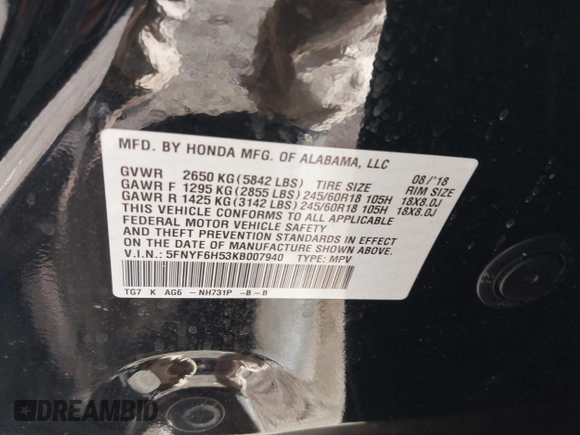 MFD. BY HONDA MFG. OF ALABAMA, LLC 08/'18
GVWR 2650 KG(5842 LBS) TIRE SIZE RIM SIZE
GAWR F 1295 KG(2855 LBS)245/60R18 105H 18X8.0J
GAWR R 1425 KG(3142 LBS)245/60R18 105H 18X8.0J
THIS VEHICLE CONFORMS TO ALL APPLICABLE
FEDERAL MOTOR VEHICLE SAFETY
AND THEFT PREVENTION STANDARDS IN EFFECT
ON THE DATE OF MANUFACTURE SHOWN ABOVE.
V.I.N.: 5FNYF6H53KB007940 TYPE: MPV
TG7 K AG6 -NH731P -B -B
DREAMBID